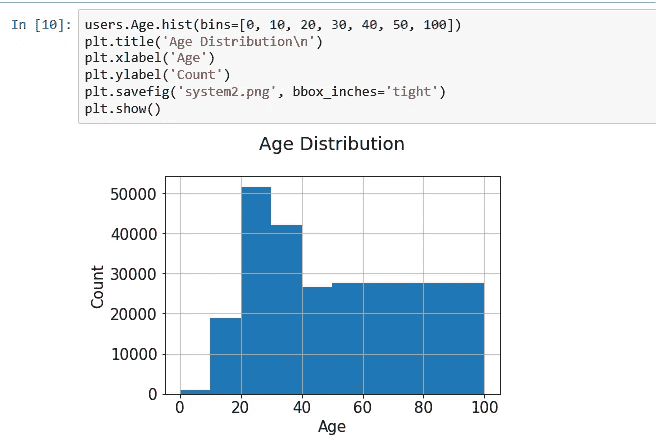 In [10]: users.Age.hist(bins=[0, 10, 20, 30, 40, 50, 100])
plt.title('Age Distribution\n')
plt.xlabel('Age')
plt.ylabel('Count')
plt.savefig('system2.png', bbox_inches='tight')
plt.show()
Age Distribution
50000
40000
30000
20000
10000
0
Count
0 20 40 60 80 100
Age